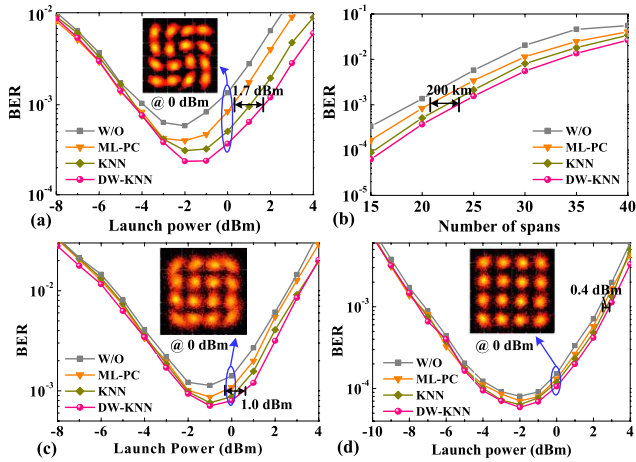 10⁻²
10⁻³
10⁻⁴
BER
@ 0 dBm
1.7 dBm
W/O
ML-PC
KNN
DW-KNN
(a)
-8 -6 -4 -2 0 2 4
Launch power (dBm)
10⁻¹
10⁻²
10⁻³
10⁻⁴
10⁻⁵
BER
200 km
W/O
ML-PC
KNN
DW-KNN
(b)
15 20 25 30 35 40
Number of spans
10⁻²
10⁻³
BER
@ 0 dBm
W/O
ML-PC
KNN
DW-KNN
1.0 dBm
(c)
-8 -6 -4 -2 0 2 4
Launch Power (dBm)
10⁻³
10⁻⁴
BER
0.4 dBm
@ 0 dBm
W/O
ML-PC
KNN
DW-KNN
(d)
-10 -8 -6 -4 -2 0 2 4
Launch power (dBm)